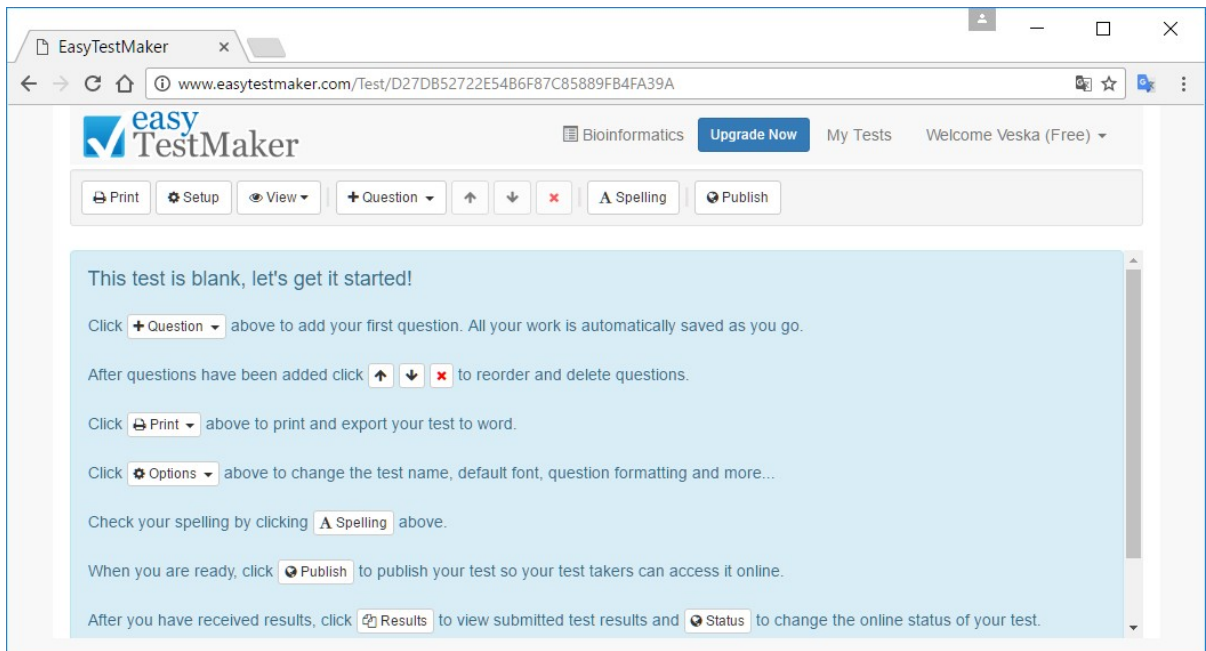 EasyTestMaker
www.easytestmaker.com/Test/D27DB52722E54B6F87C85889FB4FA39A
easy
TestMaker
Bioinformatics Upgrade Now My Tests Welcome Veska (Free)
Print Setup View + Question A Spelling Publish
This test is blank, let's get it started!
Click + Question above to add your first question. All your work is automatically saved as you go.
After questions have been added click to reorder and delete questions.
Click Print above to print and export your test to word.
Click Options above to change the test name, default font, question formatting and more...
Check your spelling by clicking A Spelling above.
When you are ready, click Publish to publish your test so your test takers can access it online.
After you have received results, click Results to view submitted test results and Status to change the online status of your test.